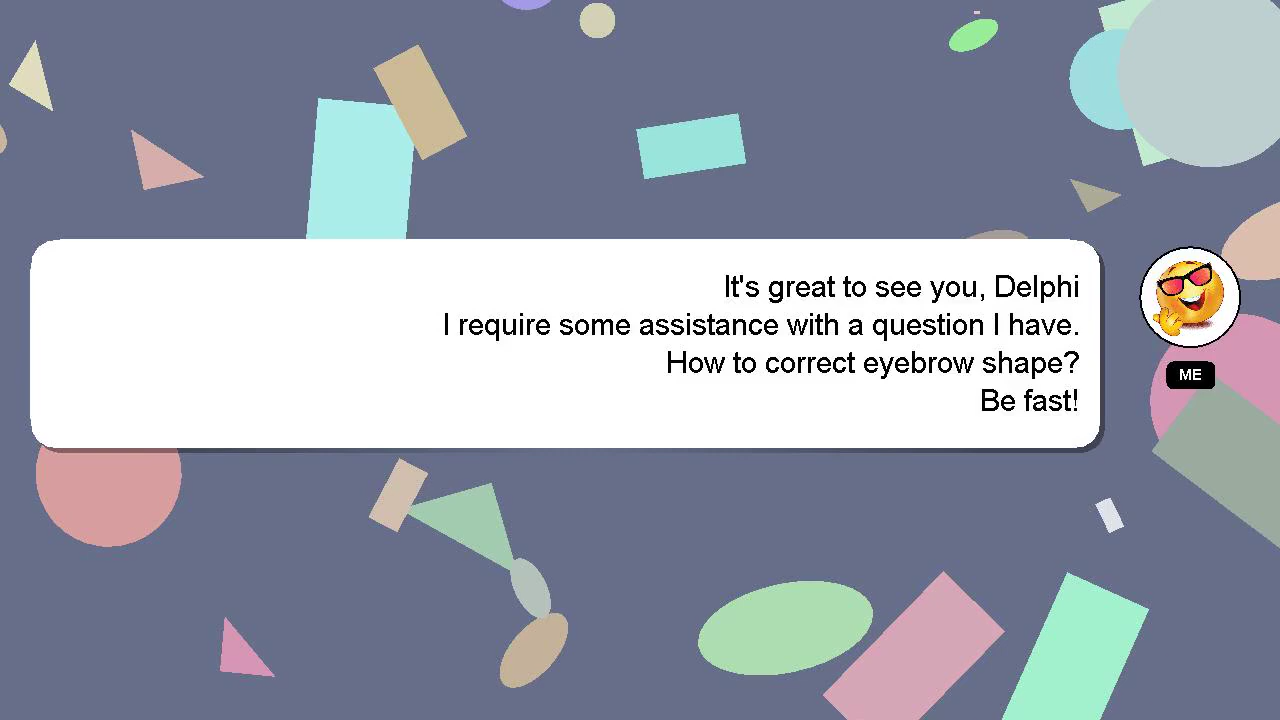 It's great to see you, Delphi
I require some assistance with a question I have.
How to correct eyebrow shape?
Be fast!
ME